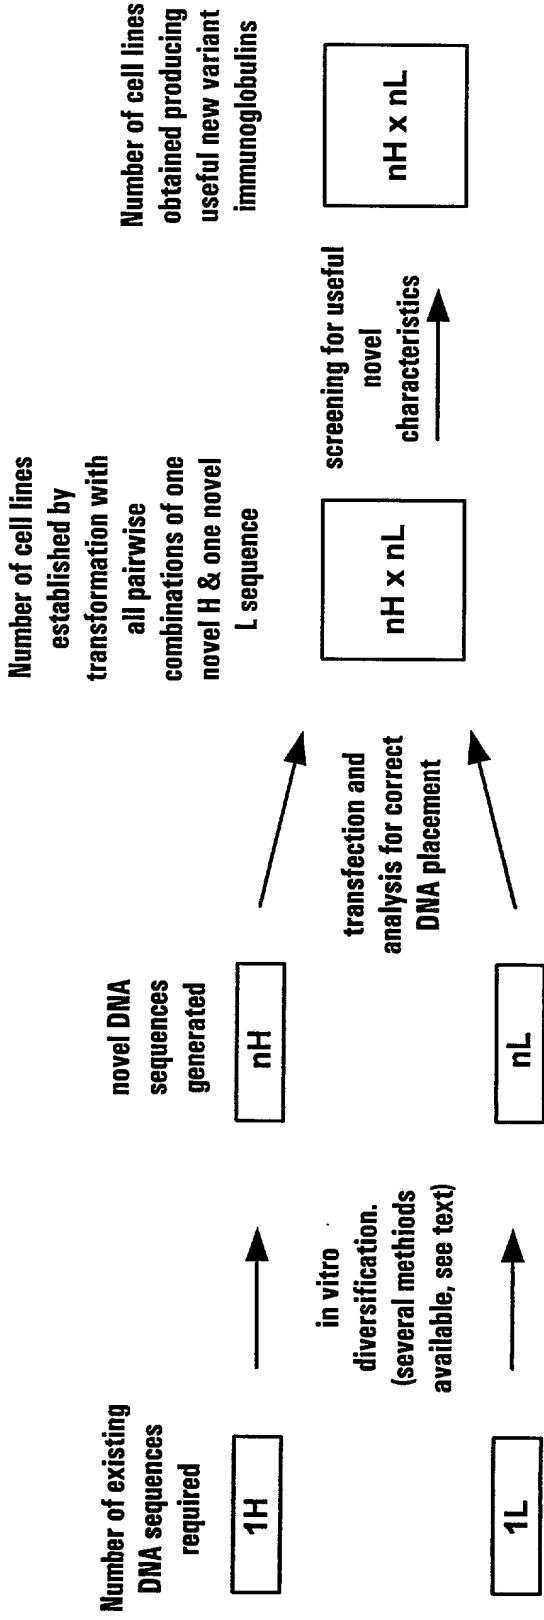 Number of existing
DNA sequences
required
1H
1L
in vitro
diversification.
(several methiods
available, see text)
novel DNA
sequences
generated
nH
nL
transfection and
analysis for correct
DNA placement
Number of cell lines
established by
transformation with
all pairwise
combinations of one
novel H & one novel
L sequence
nH x nL
screening for useful
novel
characteristics
Number of cell lines
obtained producing
useful new variant
immunoglobulins
nH x nL